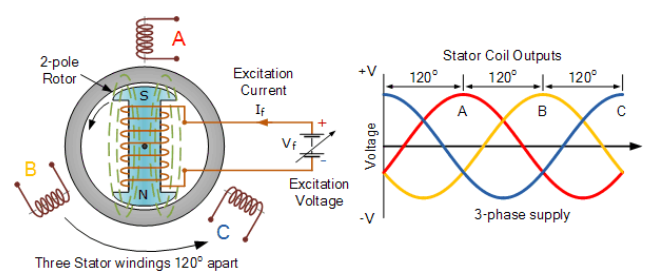 A
2-pole
Rotor
S
N
Excitation
Current
If
+
Vf
-
Excitation
Voltage
B
C
Three Stator windings 120° apart
Stator Coil Outputs
+V
120°
120°
120°
A
B
C
Voltage
-V
3-phase supply